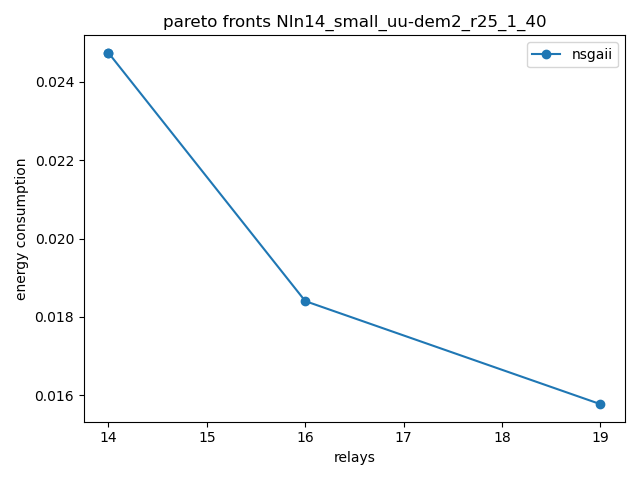 pareto fronts NIn14_small_uu-dem2_r25_1_40
nsgaii
energy consumption
0.024
0.022
0.020
0.018
0.016
14 15 16 17 18 19
relays